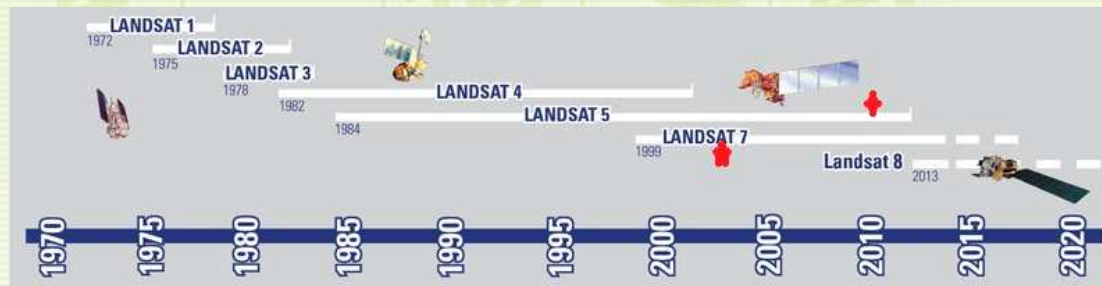 LANDSAT 1
1972
LANDSAT 2
1975
LANDSAT 3
1978
LANDSAT 4
1982
LANDSAT 5
1984
LANDSAT 7
1999
Landsat 8
2013
1970 1975 1980 1985 1990 1995 2000 2005 2010 2015 2020